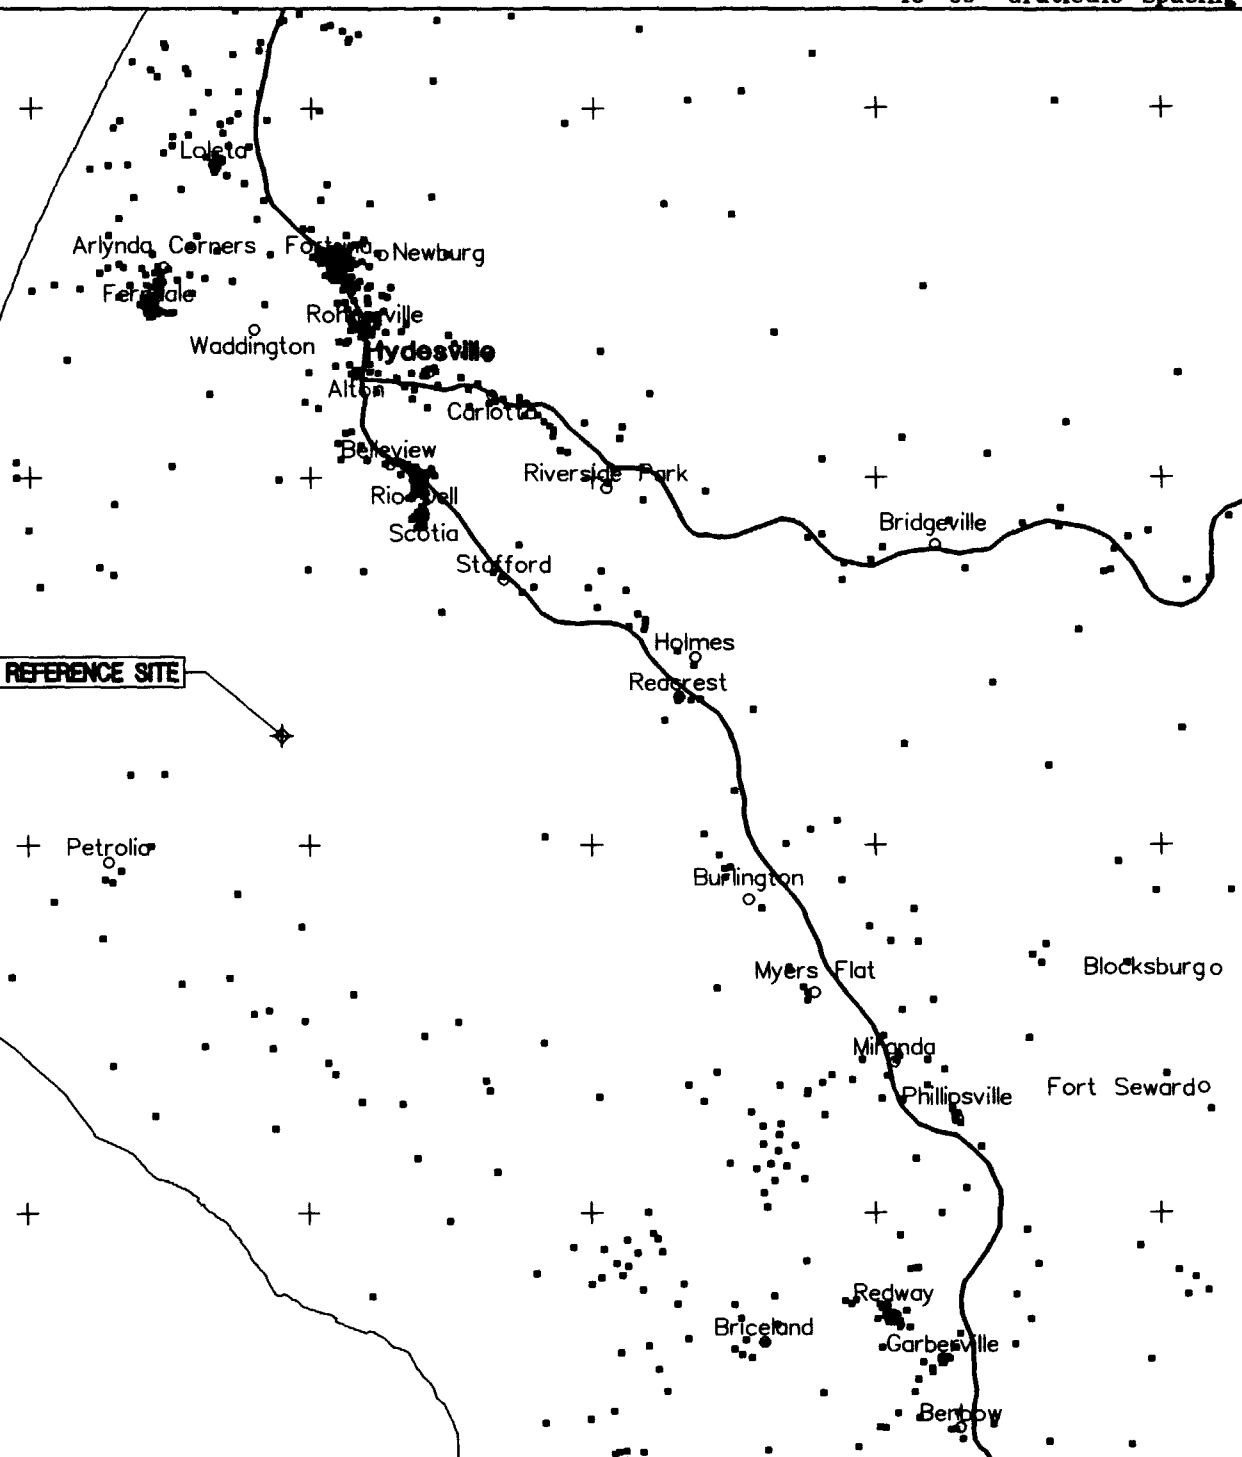 Loleta
Arlynda Corners
Fortuna
Newburg
Ferndale
Rohnerville
Waddington
Hydesville
Alton
Carlotta
Belleview
Riverside Park
Rio Dell
Bridgeville
Scotia
Stafford
Holmes
REFERENCE SITE
Redcrest
Petrolia
Burlington
Myers Flat
Blocksburg
Miranda
Fort Seward
Phillipsville
Redway
Briceland
Garberville
Benbow